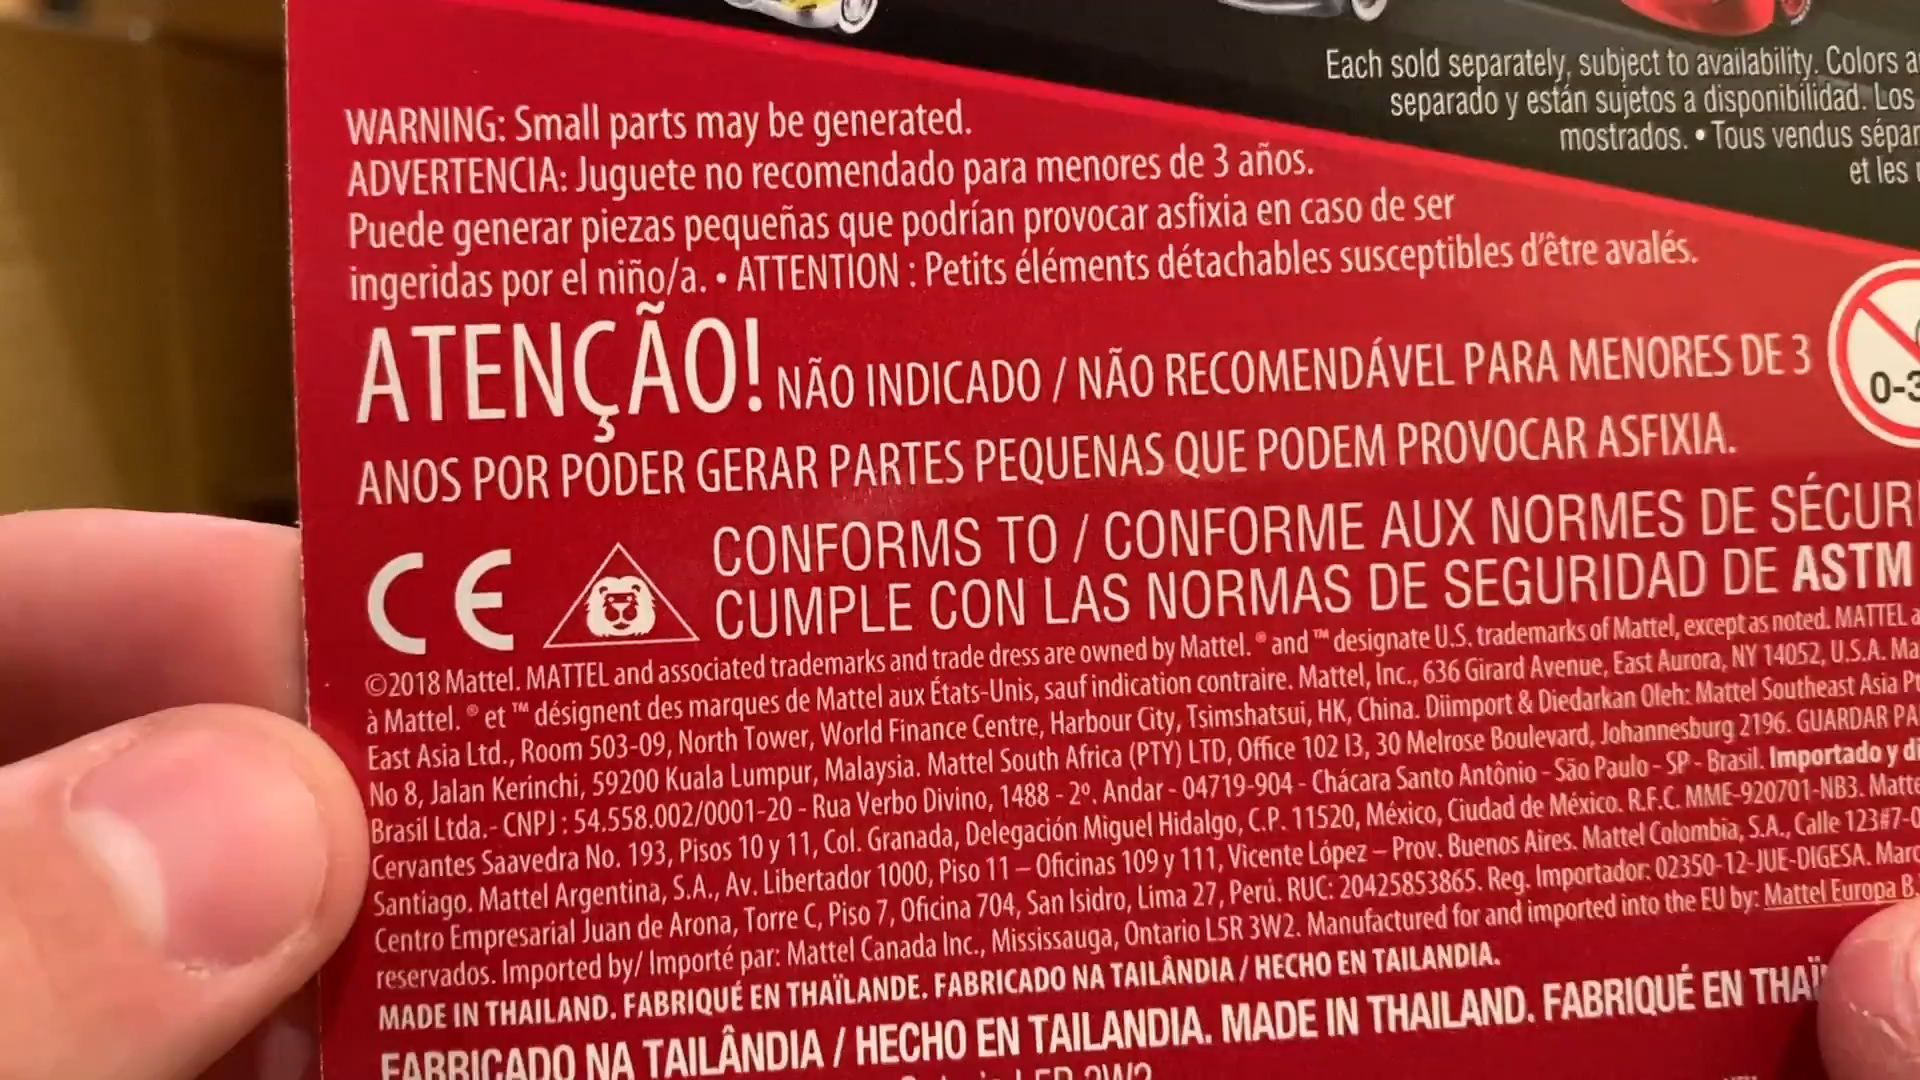 Each sold separately, subject to availability. Colors
separado y están sujetos a disponibilidad. Los
mostrados. • Tous vendus
et les
WARNING: Small parts may be generated.
ADVERTENCIA: Juguete no recomendado para menores de 3 años.
Puede generar piezas pequeñas que podrían provocar asfixia en caso de ser
ingeridas por el niño/a. • ATTENTION : Petits éléments détachables susceptibles d'être avalés.
ATENÇÃO! NÃO INDICADO / NÃO RECOMENDÁVEL PARA MENORES DE 3
0-3
ANOS POR PODER GERAR PARTES PEQUENAS QUE PODEM PROVOCAR ASFIXIA.
CE
CONFORMS TO / CONFORME AUX NORMES DE SÉCURI
CUMPLE CON LAS NORMAS DE SEGURIDAD DE ASTM
©2018 Mattel. MATTEL and associated trademarks and trade dress are owned by Mattel. ® and ™ designate U.S. trademarks of Mattel, except as noted. MATTEL
à Mattel. ® et ™ désignent des marques de Mattel aux États-Unis, sauf indication contraire. Mattel, Inc., 636 Girard Avenue, East Aurora, NY 14052, U.S.A.
East Asia Ltd., Room 503-09, North Tower, World Finance Centre, Harbour City, Tsimshatsui, HK, China. Diimport & Diedarkan Oleh: Mattel Southeast Asia
No 8, Jalan Kerinchi, 59200 Kuala Lumpur, Malaysia. Mattel South Africa (PTY) LTD, Office 102 I3, 30 Melrose Boulevard, Johannesburg 2196. GUARDAR
Brasil Ltda.- CNPJ : 54.558.002/0001-20 - Rua Verbo Divino, 1488 - 2º. Andar - 04719-904 - Chácara Santo Antônio - São Paulo - SP - Brasil. Importado y
Cervantes Saavedra No. 193, Pisos 10 y 11, Col. Granada, Delegación Miguel Hidalgo, C.P. 11520, México, Ciudad de México. R.F.C. MME-920701-NB3.
Santiago. Mattel Argentina, S.A., Av. Libertador 1000, Piso 11 – Oficinas 109 y 111, Vicente López – Prov. Buenos Aires. Mattel Colombia, S.A., Calle 123#7-0
Centro Empresarial Juan de Arona, Torre C, Piso 7, Oficina 704, San Isidro, Lima 27, Perú. RUC: 20425853865. Reg. Importador: 02350-12-JUE-DIGESA.
reservados. Imported by/ Importé par: Mattel Canada Inc., Mississauga, Ontario L5R 3W2. Manufactured for and imported into the EU by: Mattel Europa B.
MADE IN THAILAND. FABRIQUÉ EN THAÏLANDE. FABRICADO NA TAILÂNDIA / HECHO EN TAILANDIA.
FABRICADO NA TAILÂNDIA / HECHO EN TAILANDIA. MADE IN THAILAND. FABRIQUÉ EN THAÏ